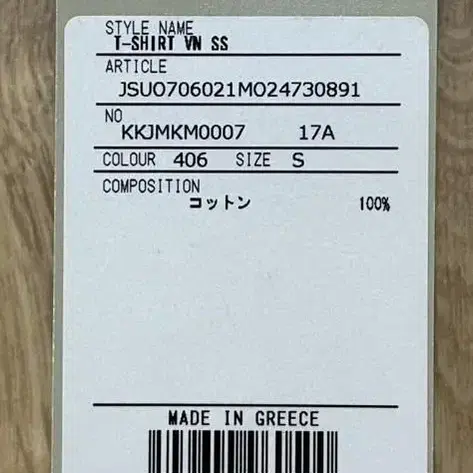 STYLE NAME
T-SHIRT VN SS
ARTICLE
JSUO706021MO24730891
NO
KKJMKM0007 17A
COLOUR 406 SIZE S
COMPOSITION
コットン 100%
MADE IN GREECE